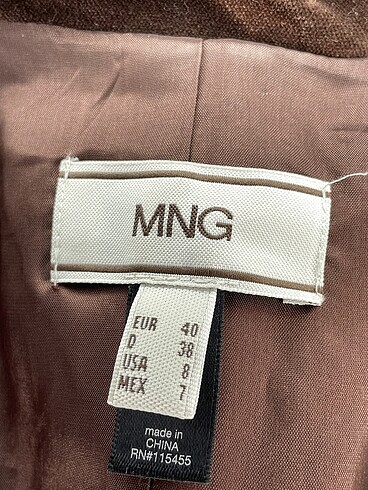 MNG
EUR 40
D 38
USA 8
MEX 7
made in
CHINA
RN#115455